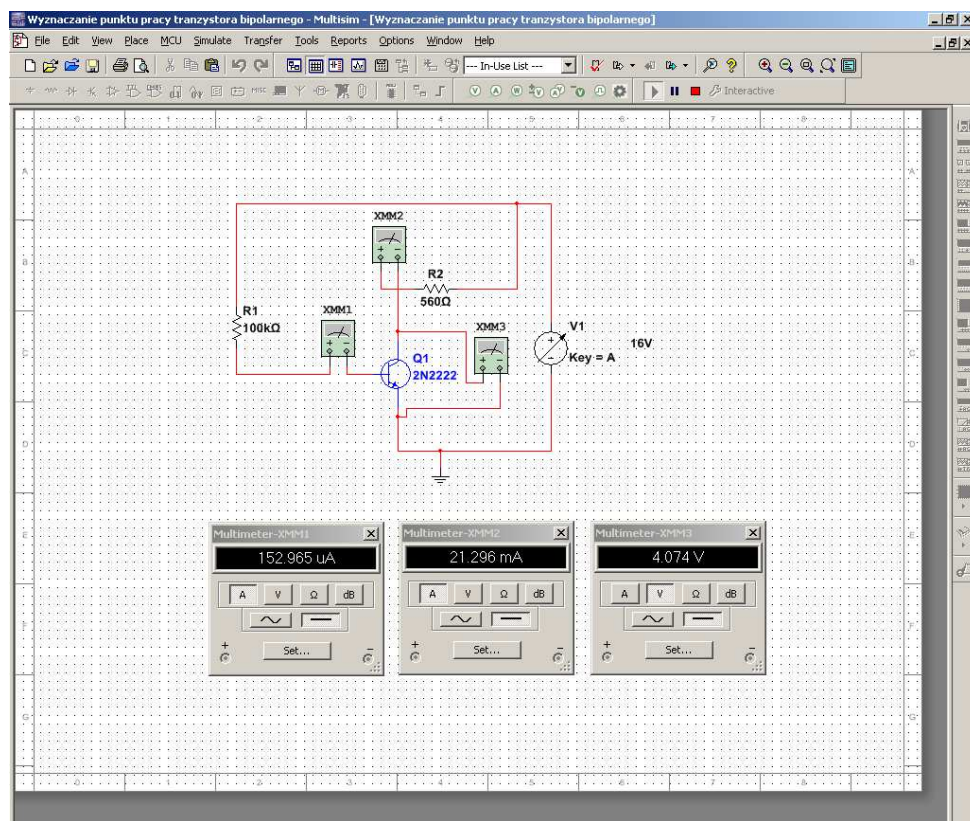 Wyznaczanie punktu pracy tranzystora bipolarnego - Multisim - [Wyznaczanie punktu pracy tranzystora bipolarnego]
File Edit View Place MCU Simulate Transfer Tools Reports Options Window Help
--- In-Use List ---
Interactive
XMM2
R2
560Ω
R1
100kΩ
XMM1
XMM3
V1
16V
Key = A
Q1
2N2222
Multimeter-XMM1
152.965 uA
A V Ω dB
Set...
Multimeter-XMM2
21.296 mA
A V Ω dB
Set...
Multimeter-XMM3
4.074 V
A V Ω dB
Set...